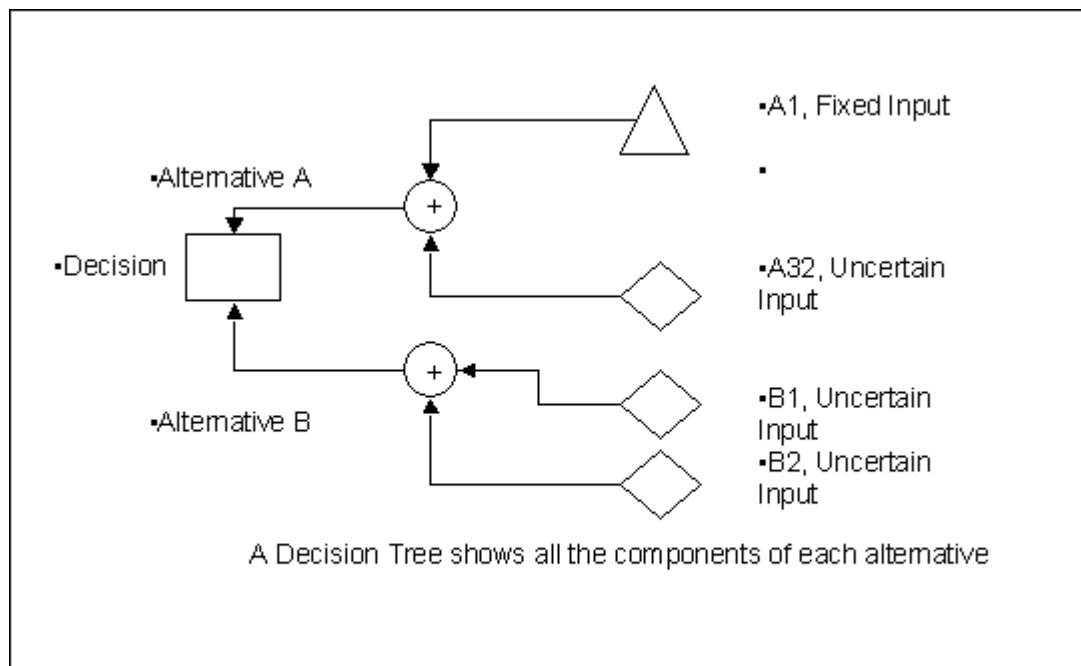 ▪A1, Fixed Input
▪
▪Alternative A
+
▪Decision
▪A32, Uncertain
Input
+
▪B1, Uncertain
Input
▪Alternative B
▪B2, Uncertain
Input
A Decision Tree shows all the components of each alternative